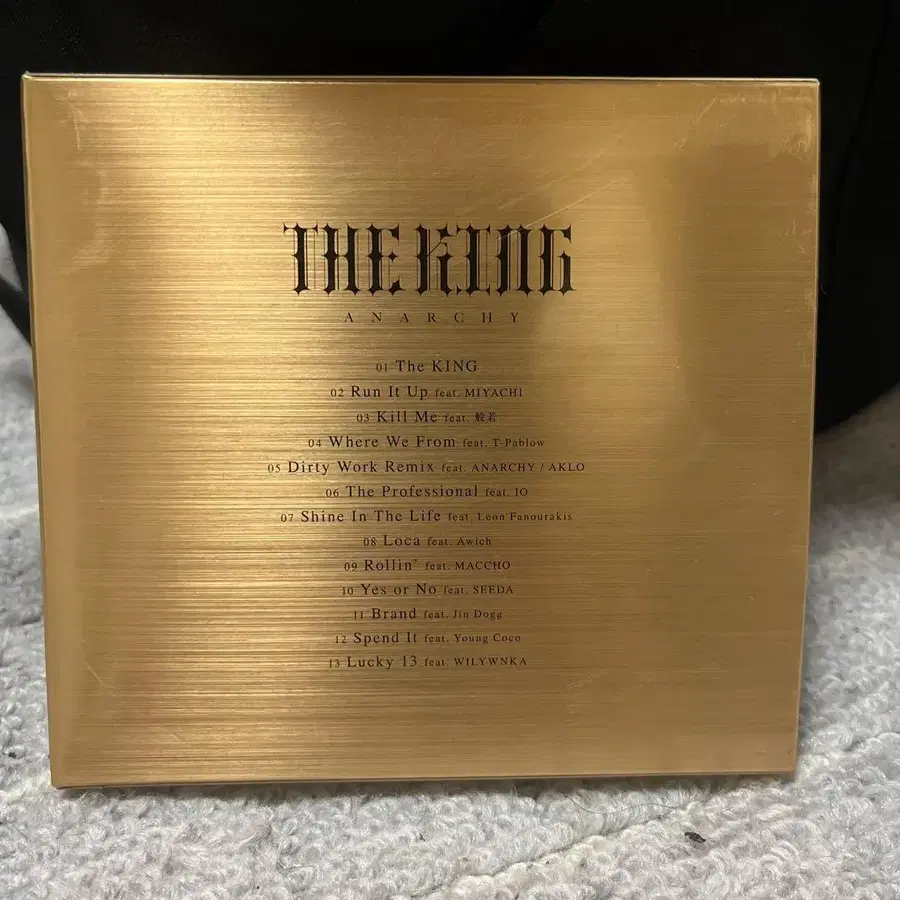 THE KING
ANARCHY
01 The KING
02 Run It Up feat. MIYACHI
03 Kill Me feat. 般若
04 Where We From feat. T-Pablow
05 Dirty Work Remix feat. ANARCHY / AKLO
06 The Professional feat. IO
07 Shine In The Life feat. Leon Fanourakis
08 Loca feat. Awich
09 Rollin' feat. MACCHO
10 Yes or No feat. SEEDA
11 Brand feat. Jin Dogg
12 Spend It feat. Young Coco
13 Lucky 13 feat. WILYWNKA